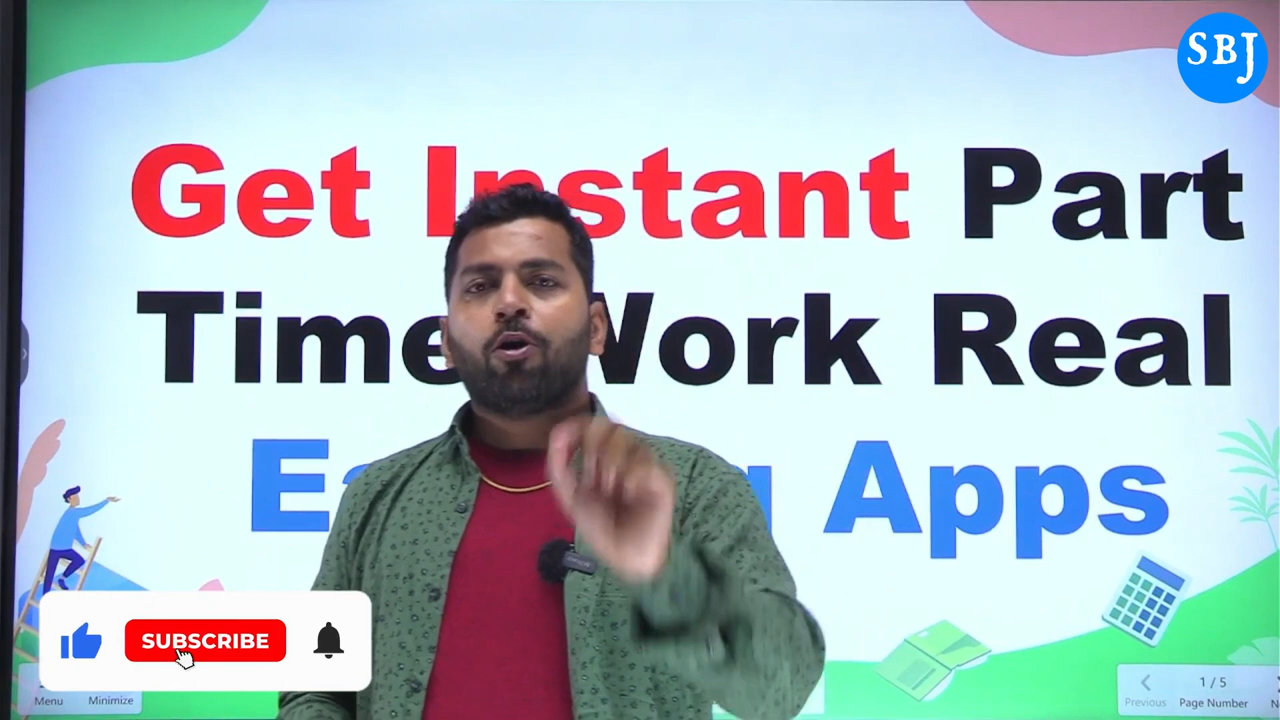 SBJ
Get Instant Part
Time Work Real
Apps
SUBSCRIBE
Menu
Minimize
1 / 5
Previous
Page Number